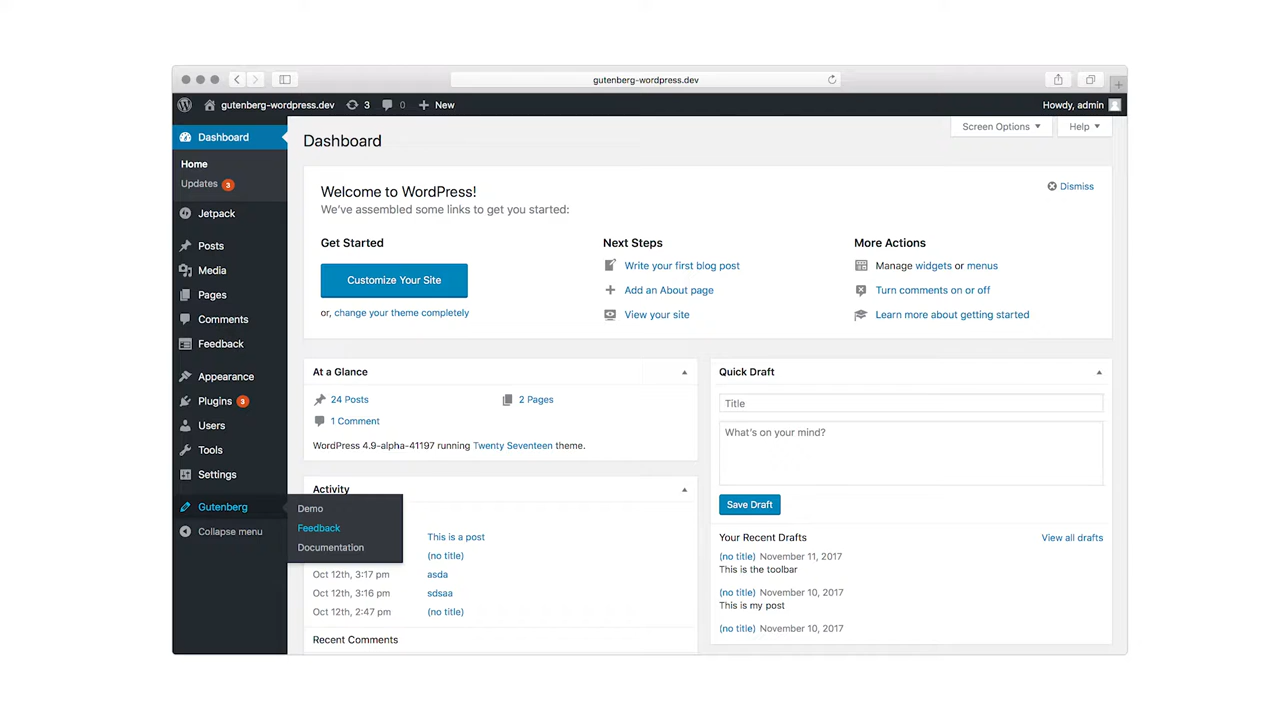 gutenberg-wordpress.dev
gutenberg-wordpress.dev 3 0 New Howdy, admin
Dashboard
Home
Updates 3
Jetpack
Posts
Media
Pages
Comments
Feedback
Appearance
Plugins 3
Users
Tools
Settings
Gutenberg
Collapse menu
Demo
Feedback
Documentation
Screen Options Help
Dashboard
Welcome to WordPress!
Dismiss
We've assembled some links to get you started:
Get Started
Customize Your Site
or, change your theme completely
Next Steps
Write your first blog post
Add an About page
View your site
More Actions
Manage widgets or menus
Turn comments on or off
Learn more about getting started
At a Glance
24 Posts 2 Pages
1 Comment
WordPress 4.9-alpha-41197 running Twenty Seventeen theme.
Activity
This is a post
(no title)
Oct 12th, 3:17 pm asda
Oct 12th, 3:16 pm sdsaa
Oct 12th, 2:47 pm (no title)
Recent Comments
Quick Draft
Title
What's on your mind?
Save Draft
Your Recent Drafts View all drafts
(no title) November 11, 2017
This is the toolbar
(no title) November 10, 2017
This is my post
(no title) November 10, 2017